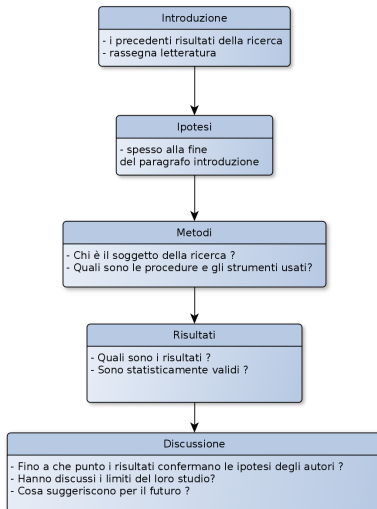 Introduzione
- i precedenti risultati della ricerca
- rassegna letteratura
Ipotesi
- spesso alla fine
del paragrafo introduzione
Metodi
- Chi è il soggetto della ricerca ?
- Quali sono le procedure e gli strumenti usati?
Risultati
- Quali sono i risultati ?
- Sono statisticamente validi ?
Discussione
- Fino a che punto i risultati confermano le ipotesi degli autori ?
- Hanno discussi i limiti del loro studio?
- Cosa suggeriscono per il futuro ?